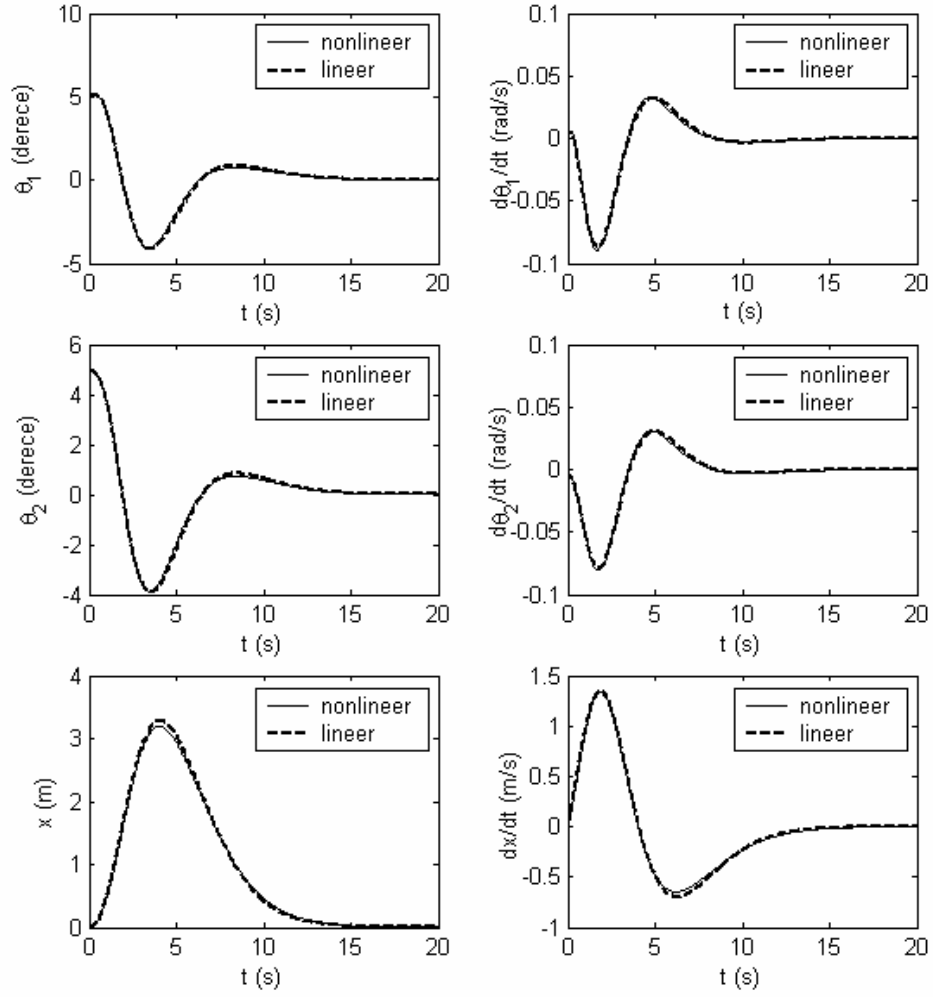 10
5
0
-5
θ1 (derece)
nonlineer
lineer
0 5 10 15 20
t (s)
0.1
0.05
0
-0.05
-0.1
dθ1/dt (rad/s)
nonlineer
lineer
0 5 10 15 20
t (s)
6
4
2
0
-2
-4
θ2 (derece)
nonlineer
lineer
0 5 10 15 20
t (s)
0.1
0.05
0
-0.05
-0.1
dθ2/dt (rad/s)
nonlineer
lineer
0 5 10 15 20
t (s)
4
3
2
1
0
x (m)
nonlineer
lineer
0 5 10 15 20
t (s)
1.5
1
0.5
0
-0.5
-1
dx/dt (m/s)
nonlineer
lineer
0 5 10 15 20
t (s)